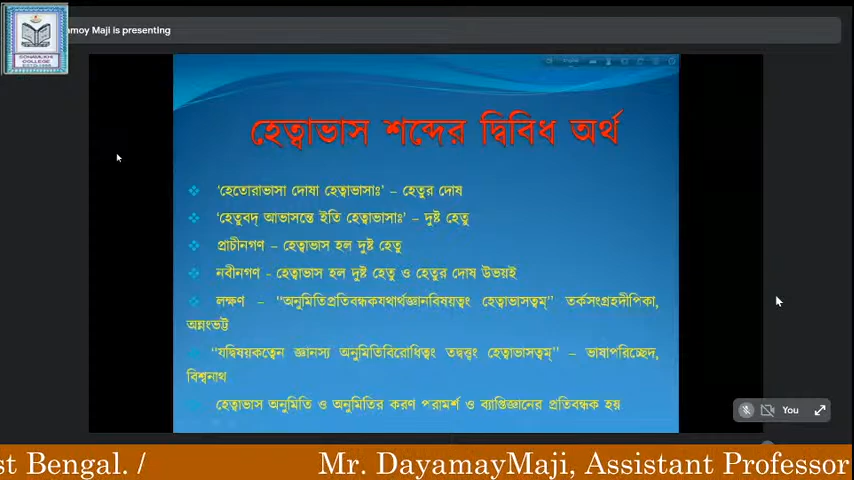 amoy Maji is presenting
হেত্বাভাস শব্দের দ্বিবিধ অর্থ
‘হেতোরাভাসা দোষা হেত্বাভাসাঃ’ – হেতুর দোষ
‘হেতুবদ্ আভাসন্তে ইতি হেত্বাভাসাঃ’ – দুষ্ট হেতু
প্রাচীনগণ – হেত্বাভাস হল দুষ্ট হেতু
নবীনগণ - হেত্বাভাস হল দুষ্ট হেতু ও হেতুর দোষ উভয়ই
লক্ষণ – “অনুমিতিপ্রতিবন্ধকযথার্থজ্ঞানবিষয়ত্বং হেত্বাভাসত্বম্” তর্কসংগ্রহদীপিকা,
অন্নংভট্ট
“যদ্বিষয়কত্বেন জ্ঞানস্য অনুমিতিবিরোধিত্বং তদ্বত্ত্বং হেত্বাভাসত্বম্” – ভাষাপরিচ্ছেদ,
বিশ্বনাথ
হেত্বাভাস অনুমিতি ও অনুমিতির করণ পরামর্শ ও ব্যাপ্তিজ্ঞানের প্রতিবন্ধক হয়
You
st Bengal. / Mr. DayamayMaji, Assistant Professor